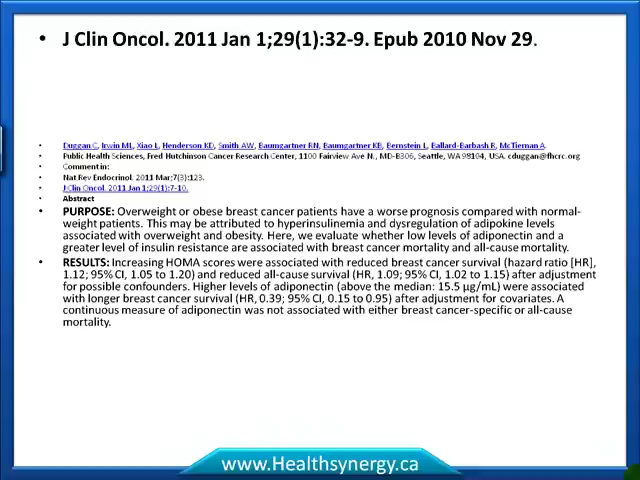 J Clin Oncol. 2011 Jan 1;29(1):32-9. Epub 2010 Nov 29.
Duggan C, Irwin ML, Xiao L, Henderson KD, Smith AW, Baumgartner RN, Baumgartner KB, Bernstein L, Ballard-Barbash R, McTiernan A.
Public Health Sciences, Fred Hutchinson Cancer Research Center, 1100 Fairview Ave N., MD-B306, Seattle, WA 98104, USA. cduggan@fhcrc.org
Comment in:
Nat Rev Endocrinol. 2011 Mar;7(3):123.
J Clin Oncol. 2011 Jan 1;29(1):7-10.
Abstract
PURPOSE: Overweight or obese breast cancer patients have a worse prognosis compared with normal-
weight patients. This may be attributed to hyperinsulinemia and dysregulation of adipokine levels
associated with overweight and obesity. Here, we evaluate whether low levels of adiponectin and a
greater level of insulin resistance are associated with breast cancer mortality and all-cause mortality.
RESULTS: Increasing HOMA scores were associated with reduced breast cancer survival (hazard ratio [HR],
1.12; 95% CI, 1.05 to 1.20) and reduced all-cause survival (HR, 1.09; 95% CI, 1.02 to 1.15) after adjustment
for possible confounders. Higher levels of adiponectin (above the median: 15.5 μg/mL) were associated
with longer breast cancer survival (HR, 0.39; 95% CI, 0.15 to 0.95) after adjustment for covariates. A
continuous measure of adiponectin was not associated with either breast cancer-specific or all-cause
mortality.
www.Healthsynergy.ca